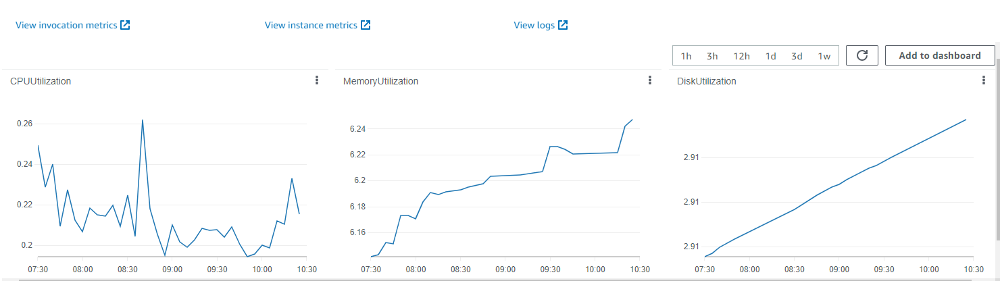 View invocation metrics View instance metrics View logs
1h 3h 12h 1d 3d 1w Add to dashboard
CPUUtilization
0.26
0.24
0.22
0.2
07:30 08:00 08:30 09:00 09:30 10:00 10:30
MemoryUtilization
6.24
6.22
6.2
6.18
6.16
07:30 08:00 08:30 09:00 09:30 10:00 10:30
DiskUtilization
2.91
2.91
2.91
07:30 08:00 08:30 09:00 09:30 10:00 10:30